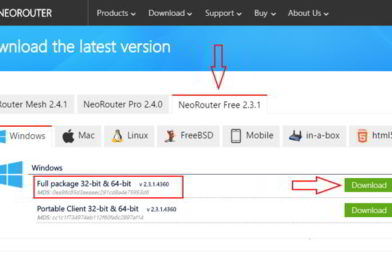 NEOROUTER Products Download Support Buy About Us
wnload the latest version
Router Mesh 2.4.1 NeoRouter Pro 2.4.0 NeoRouter Free 2.3.1
Windows Mac Linux FreeBSD Mobile in-a-box html5
Windows
Full package 32-bit & 64-bit v 2.3.1.4360 Download
MD5:
Portable Client 32-bit & 64-bit v 2.3.1.4360 Download
MD5: